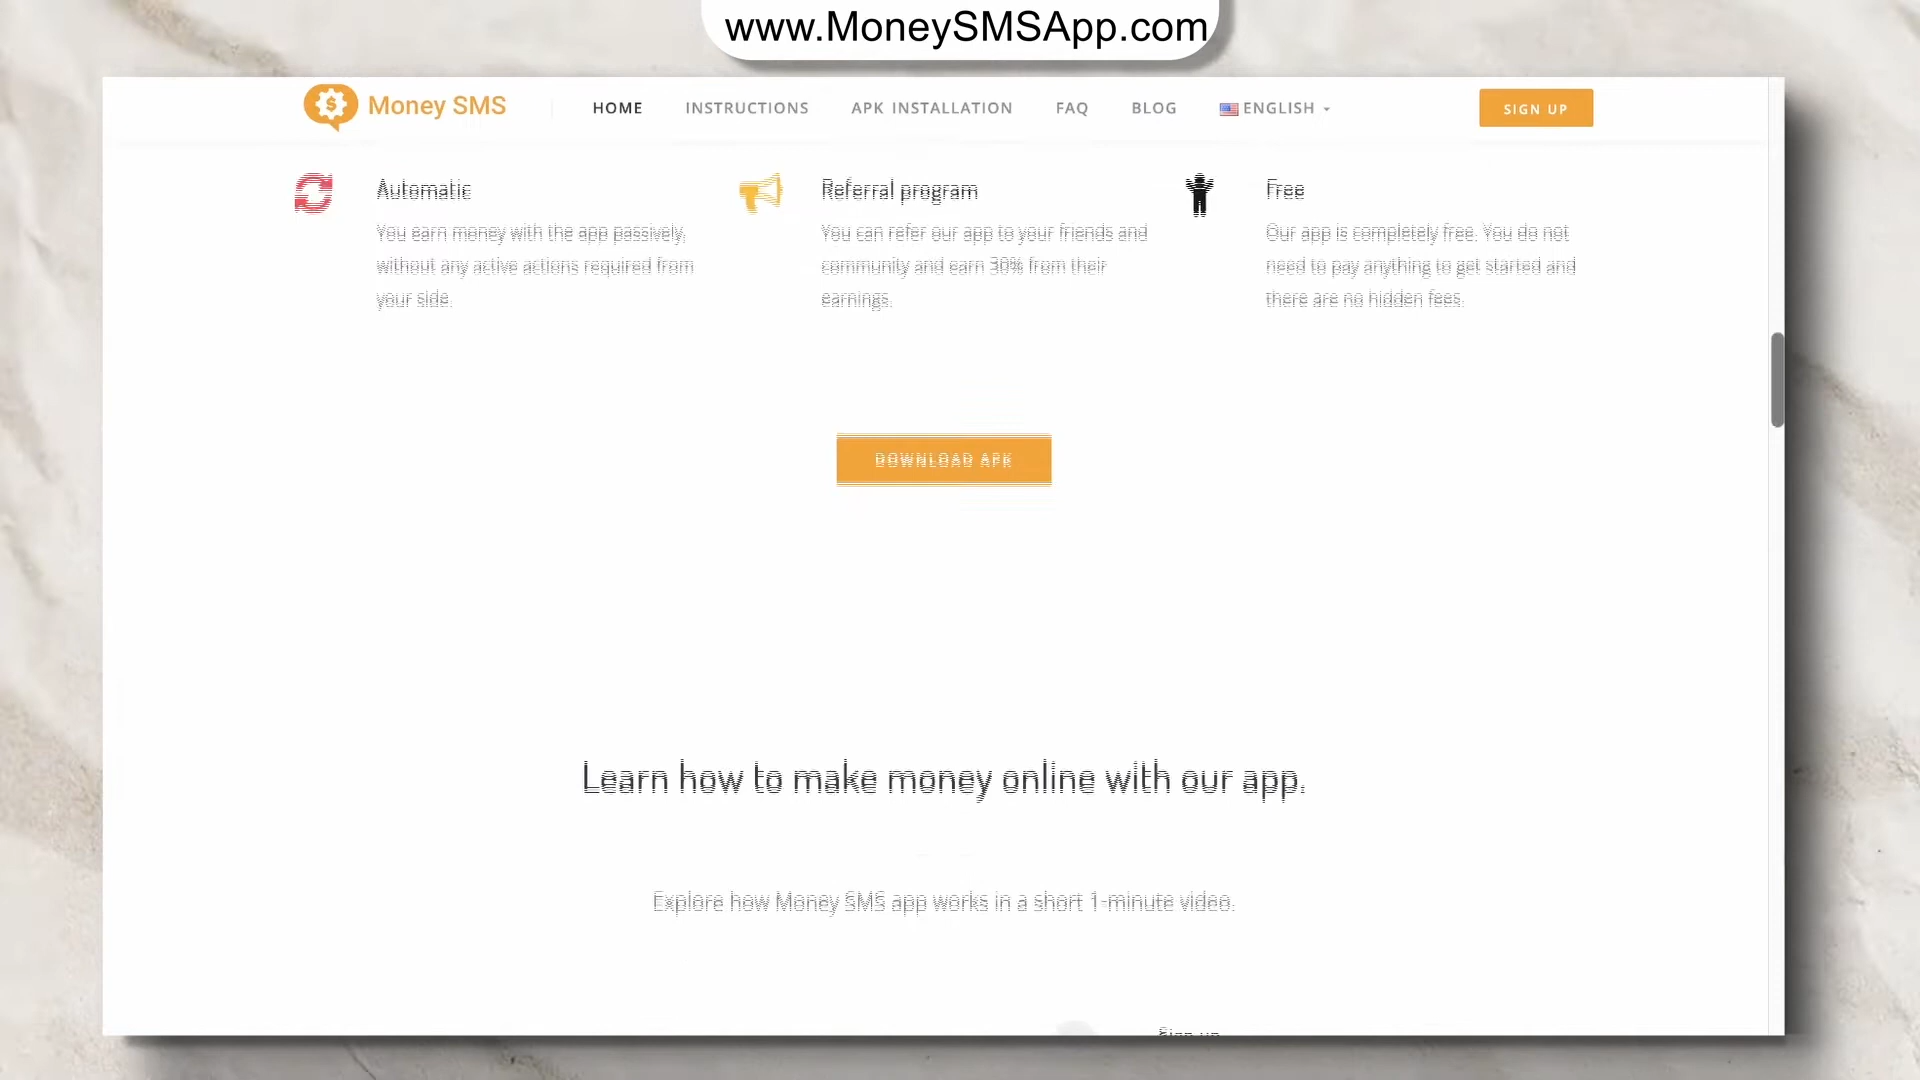 www.MoneySMSApp.com
Money SMS
HOME
INSTRUCTIONS
APK INSTALLATION
FAQ
BLOG
ENGLISH
SIGN UP
Automatic
You earn money with the app passively,
without any active actions required from
your side.
Referral program
You can refer our app to your friends and
community and earn 30% from their
earnings.
Free
Our app is completely free. You do not
need to pay anything to get started and
there are no hidden fees.
DOWNLOAD APK
Learn how to make money online with our app.
Explore how Money SMS app works in a short 1-minute video.
Sign up